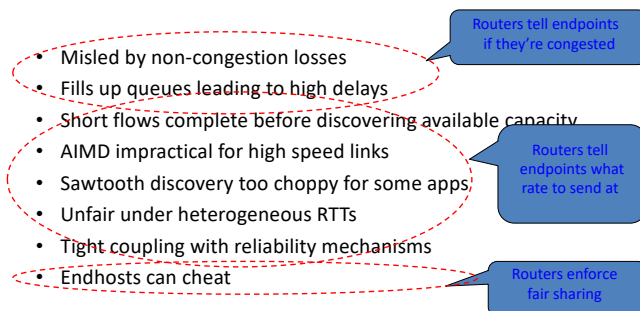 Routers tell endpoints
if they're congested
• Misled by non-congestion losses
• Fills up queues leading to high delays
• Short flows complete before discovering available capacity
• AIMD impractical for high speed links
• Sawtooth discovery too choppy for some apps
• Unfair under heterogeneous RTTs
• Tight coupling with reliability mechanisms
• Endhosts can cheat
Routers tell
endpoints what
rate to send at
Routers enforce
fair sharing